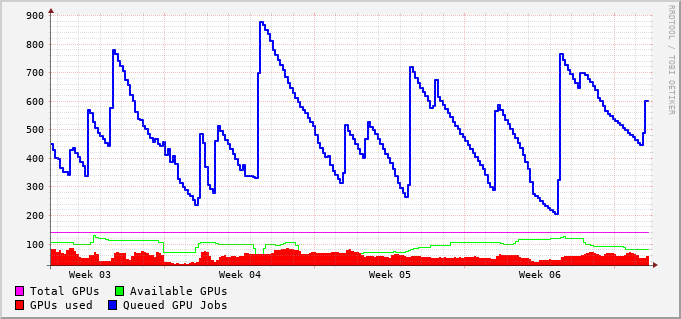 900
800
700
600
500
400
300
200
100
Week 03 Week 04 Week 05 Week 06
Total GPUs Available GPUs
GPUs used Queued GPU Jobs
RRDTOOL / TOBI OETIKER